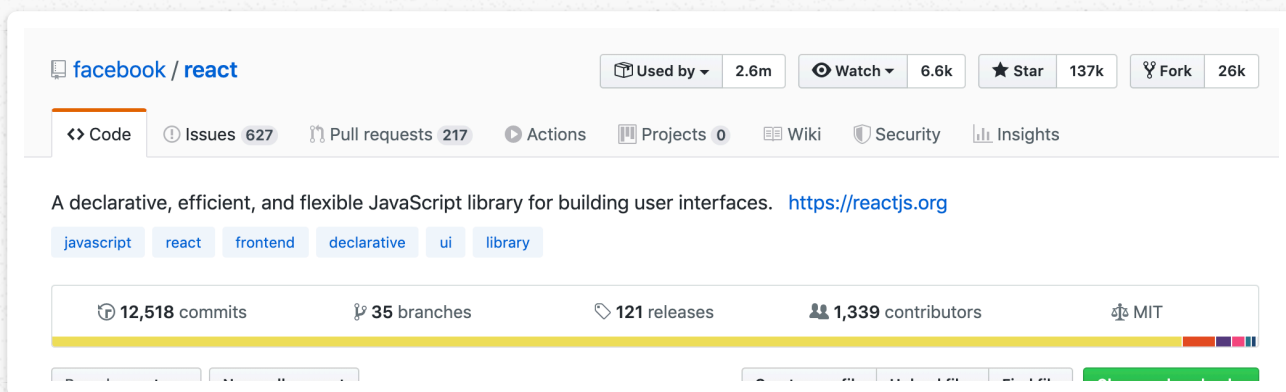 facebook / react Used by 2.6m Watch 6.6k Star 137k Fork 26k
Code Issues 627 Pull requests 217 Actions Projects 0 Wiki Security Insights
A declarative, efficient, and flexible JavaScript library for building user interfaces. https://reactjs.org
javascript react frontend declarative ui library
12,518 commits 35 branches 121 releases 1,339 contributors MIT